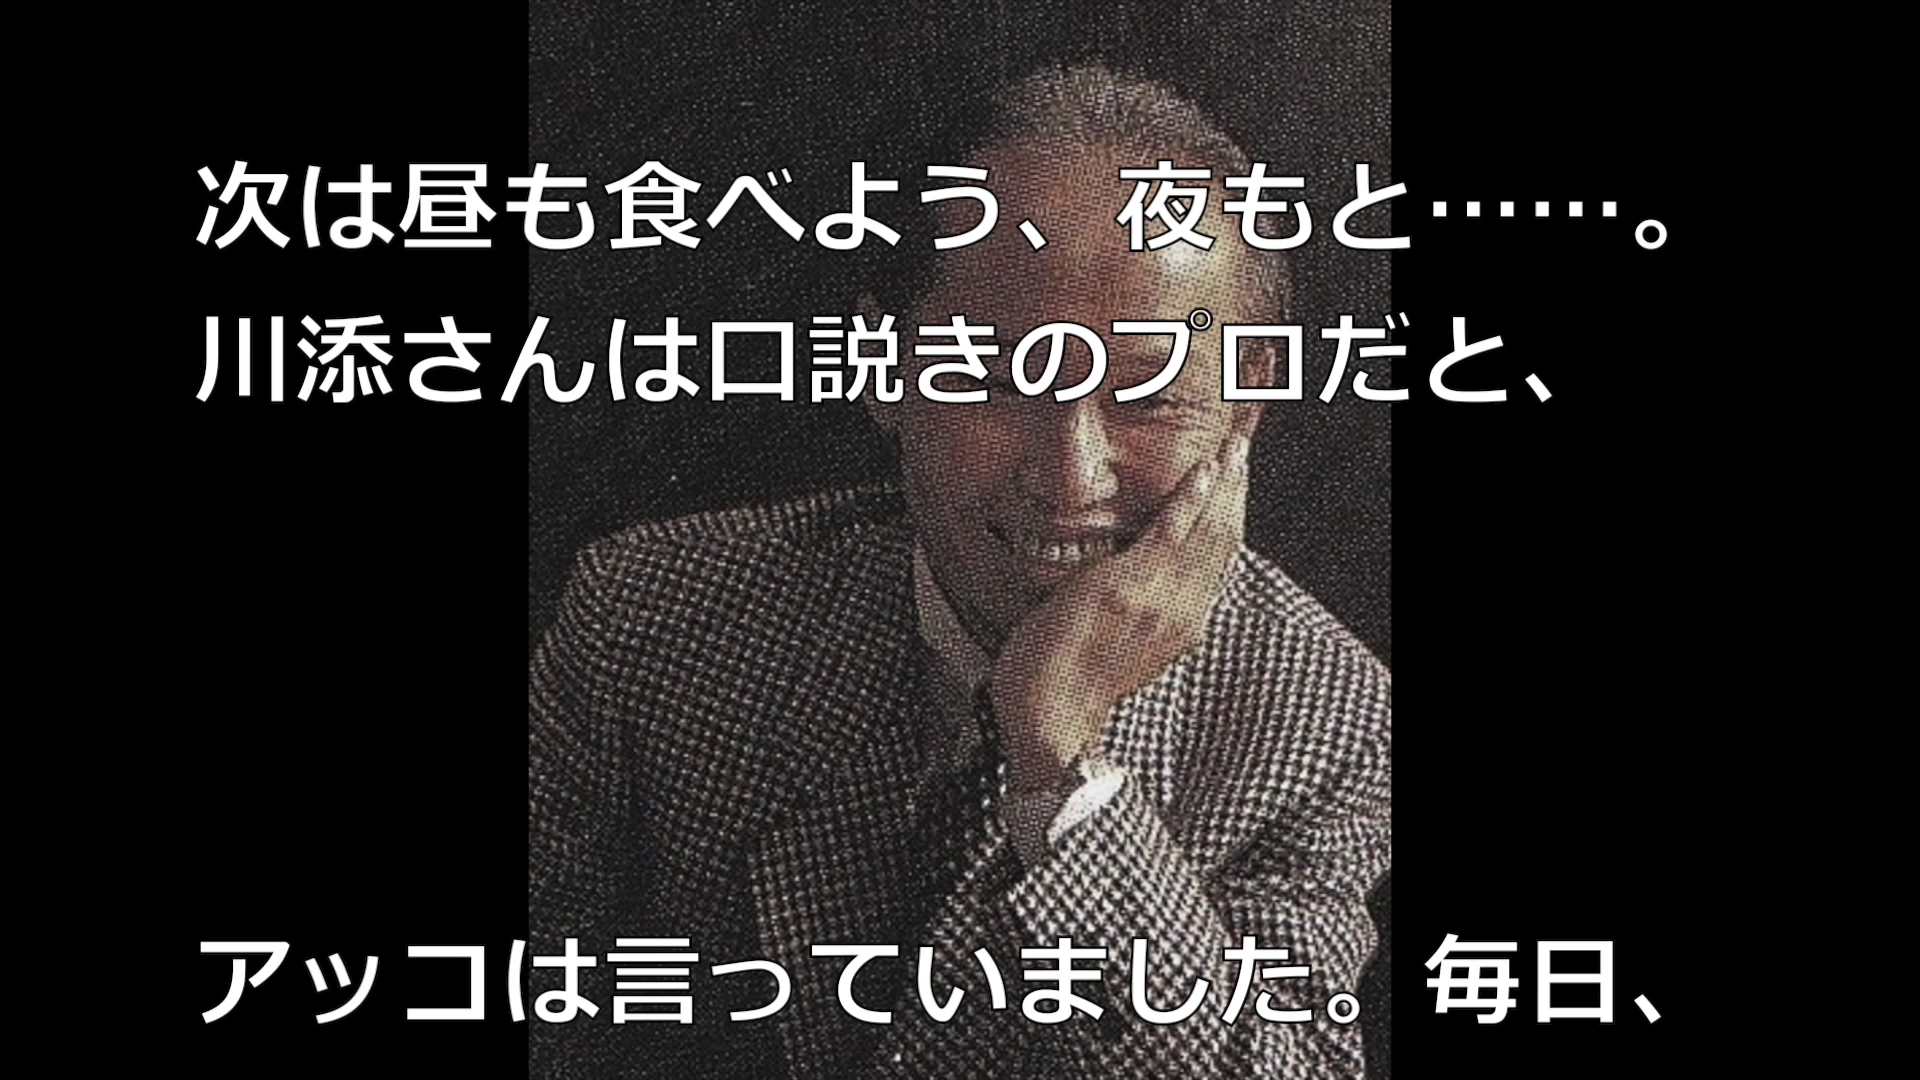 次は昼も食べよう、夜もと……。
川添さんは口説きのプロだと、
アッコは言っていました。毎日、